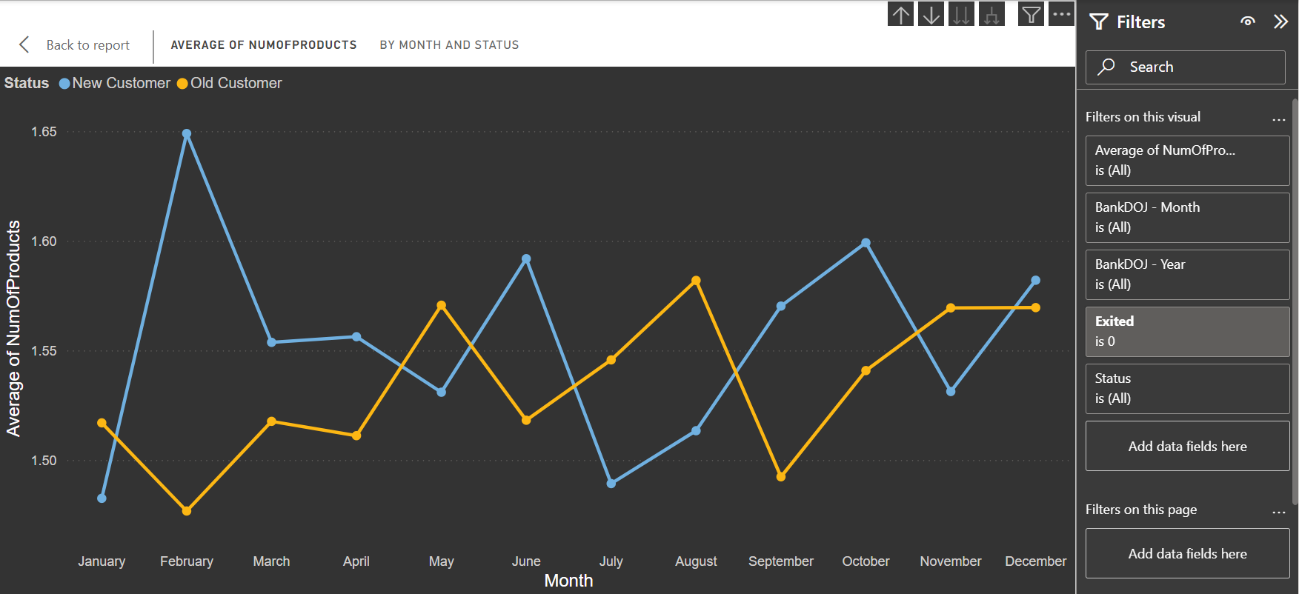 Back to report
AVERAGE OF NUMOFPRODUCTS BY MONTH AND STATUS
Status New Customer Old Customer
Average of NumOfProducts
1.65
1.60
1.55
1.50
January February March April May June July August September October November December
Month
Filters
Search
Filters on this visual ...
Average of NumOfPro...
is (All)
BankDOJ - Month
is (All)
BankDOJ - Year
is (All)
Exited
is 0
Status
is (All)
Add data fields here
Filters on this page ...
Add data fields here